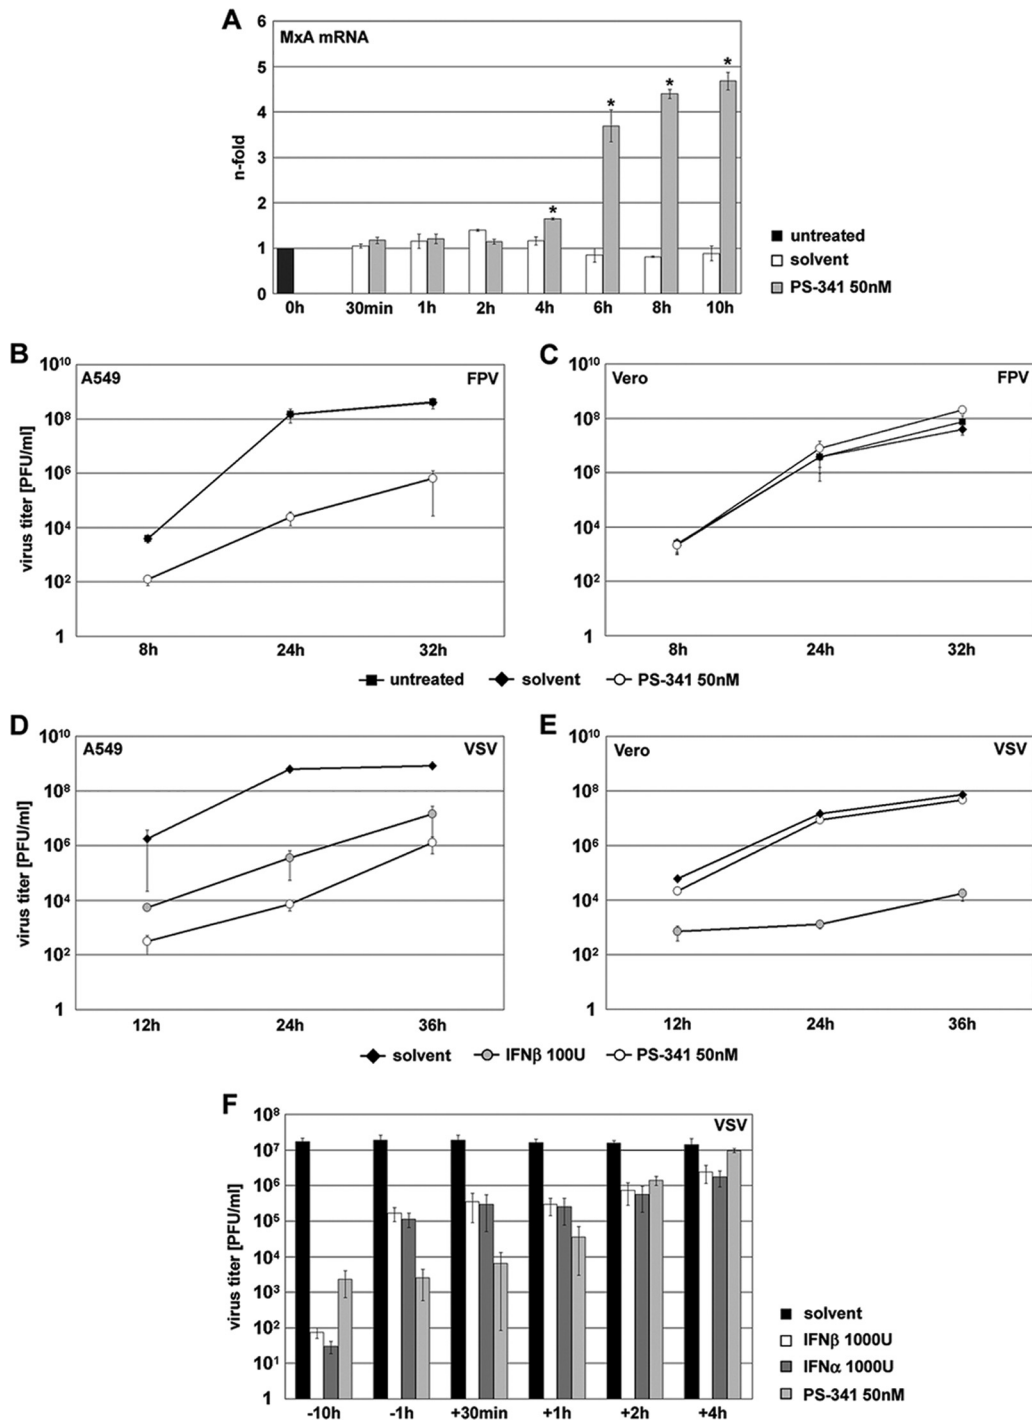 A
MxA mRNA
n-fold
6
5
4
3
2
1
0
* * * *
0h 30min 1h 2h 4h 6h 8h 10h
untreated
solvent
PS-341 50nM
B
A549 FPV
virus titer [PFU/ml]
10¹⁰
10⁸
10⁶
10⁴
10²
1
8h 24h 32h
C
Vero FPV
10¹⁰
10⁸
10⁶
10⁴
10²
1
8h 24h 32h
untreated solvent PS-341 50nM
D
A549 VSV
virus titer [PFU/ml]
10¹⁰
10⁸
10⁶
10⁴
10²
1
12h 24h 36h
E
Vero VSV
10¹⁰
10⁸
10⁶
10⁴
10²
1
12h 24h 36h
solvent IFNβ 100U PS-341 50nM
F
VSV
virus titer [PFU/ml]
10⁸
10⁷
10⁶
10⁵
10⁴
10³
10²
10¹
1
-10h -1h +30min +1h +2h +4h
solvent
IFNβ 1000U
IFNα 1000U
PS-341 50nM